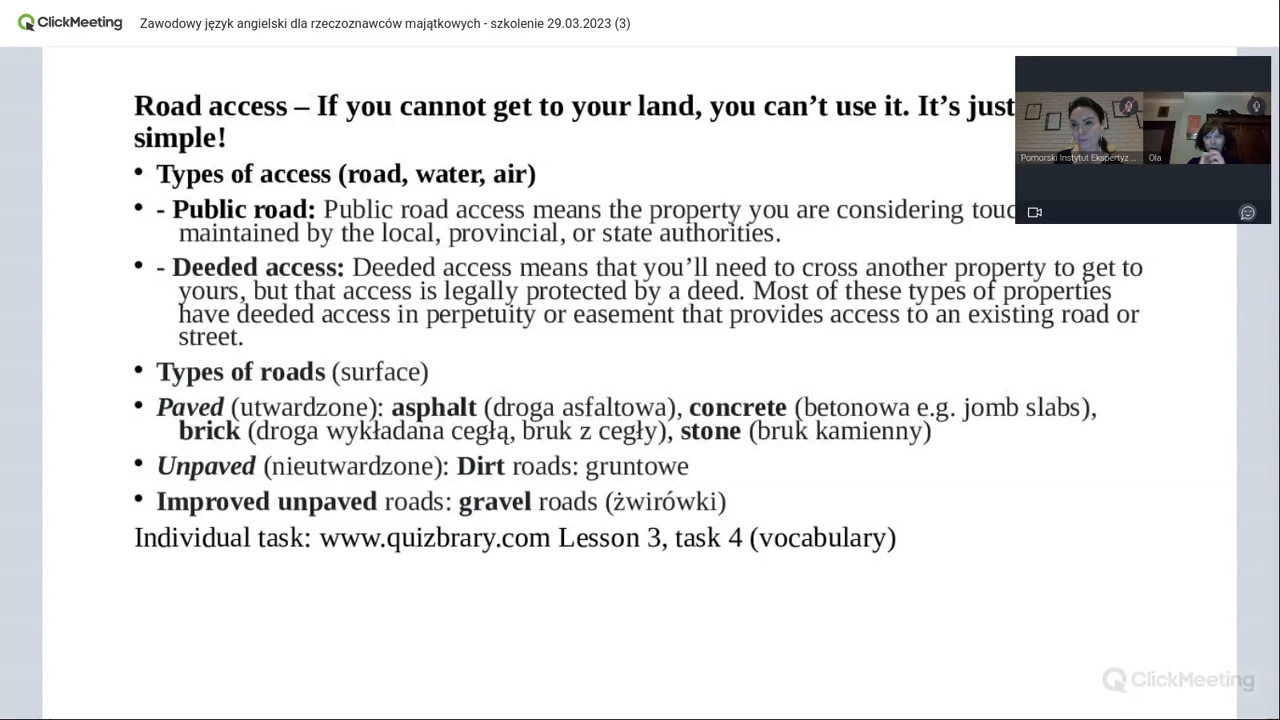 ClickMeeting Zawodowy język angielski dla rzeczoznawców majątkowych - szkolenie 29.03.2023 (3)
Road access – If you cannot get to your land, you can’t use it. It’s just
simple!
• Types of access (road, water, air)
• - Public road: Public road access means the property you are considering
maintained by the local, provincial, or state authorities.
• - Deeded access: Deeded access means that you’ll need to cross another property to get to
yours, but that access is legally protected by a deed. Most of these types of properties
have deeded access in perpetuity or easement that provides access to an existing road or
street.
• Types of roads (surface)
• Paved (utwardzone): asphalt (droga asfaltowa), concrete (betonowa e.g. jomb slabs),
brick (droga wykładana cegłą, bruk z cegły), stone (bruk kamienny)
• Unpaved (nieutwardzone): Dirt roads: gruntowe
• Improved unpaved roads: gravel roads (żwirówki)
Individual task: www.quizbrary.com Lesson 3, task 4 (vocabulary)
Pomorski Instytut Ekspertyz ...
Ola
ClickMeeting